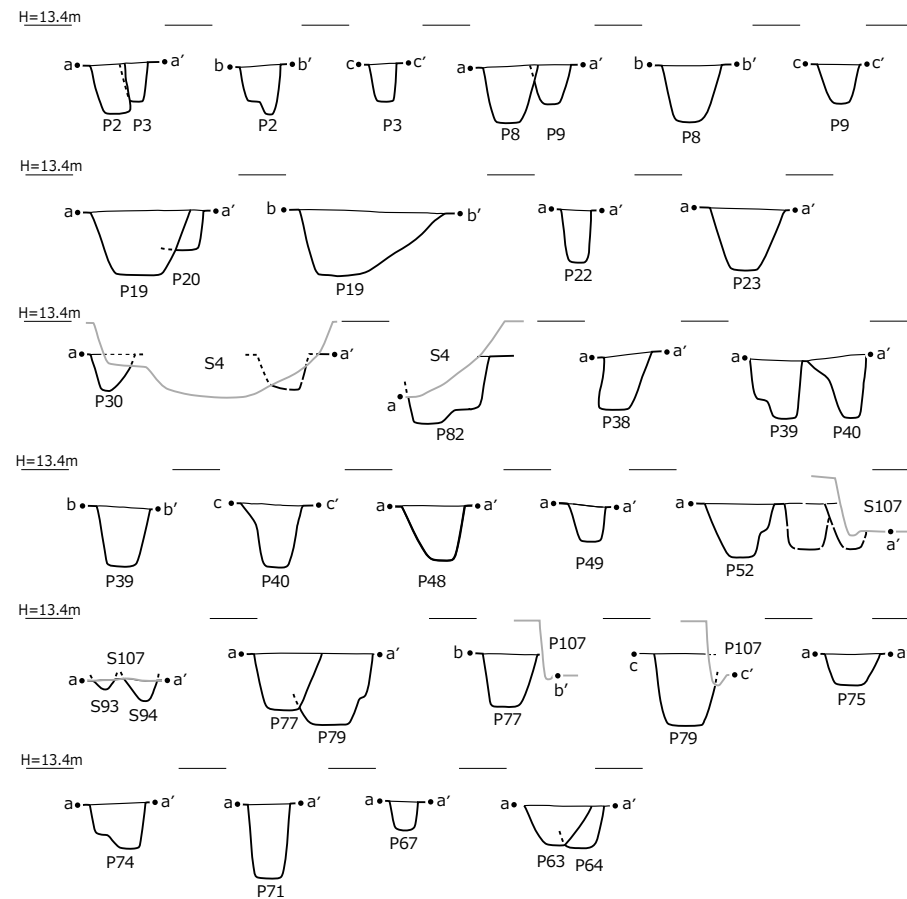 H=13.4m
a a′ b b′ c c′ a a′ b b′ c c′
P2 P3 P2 P3 P8 P9 P8 P9
H=13.4m
a a′ b b′ a a′ a a′
P19 P20 P19 P22 P23
H=13.4m
a S4 a′ S4 a a′ a a′
P30 a P82 P38 P39 P40
H=13.4m
b b′ c c′ a a′ a a′ a S107
a′
P39 P40 P48 P49 P52
H=13.4m
S107 a a′ b P107 c P107 a a
a a′ b′ c′
S93 S94 P77 P79 P77 P79 P75
H=13.4m
a a′ a a′ a a′ a a′
P74 P71 P67 P63 P64